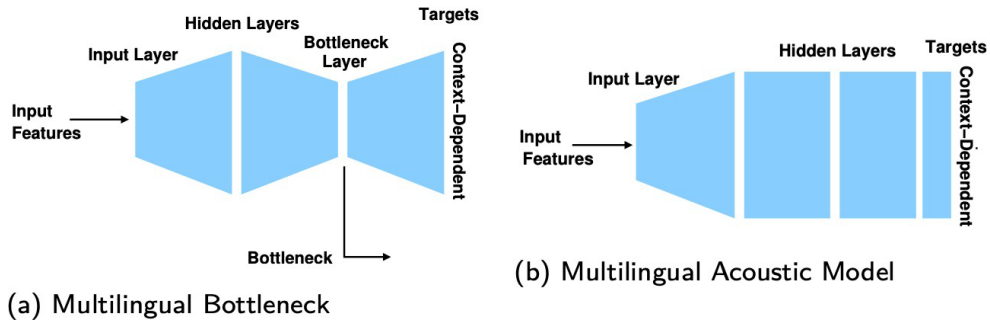 Targets
Hidden Layers
Input Layer
Bottleneck
Layer
Input
Features
Context-Dependent
Bottleneck
(a) Multilingual Bottleneck
Targets
Hidden Layers
Input Layer
Input
Features
Context-Dependent
(b) Multilingual Acoustic Model